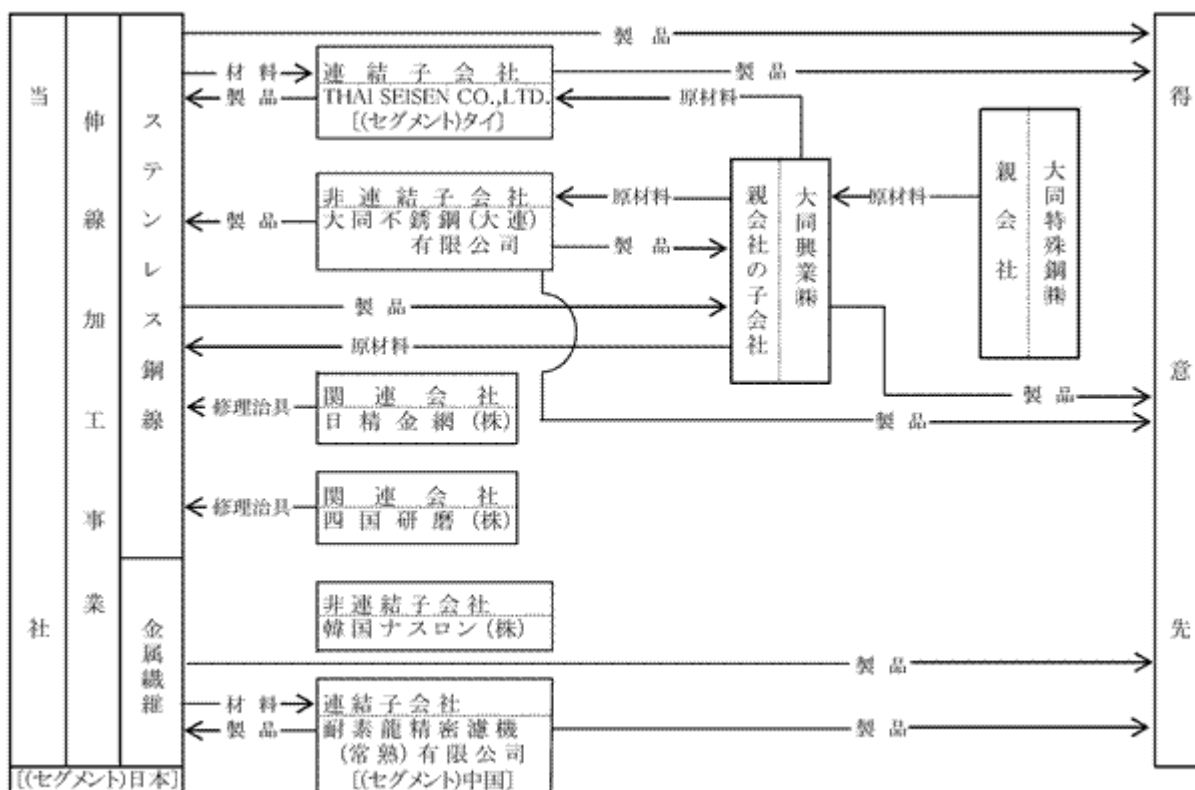 当社
伸線加工事業
ステンレス鋼線
金属繊維
[(セグメント)日本]
製品
材料
製品
連結子会社
THAI SEISEN CO.,LTD.
[(セグメント)タイ]
製品
原材料
製品
非連結子会社
大同不銹鋼(大連)
有限公司
原材料
製品
親会社の子会社
大同興業㈱
原材料
親会社
大同特殊鋼㈱
製品
原材料
製品
製品
修理治具
関連会社
日精金網(株)
修理治具
関連会社
四国研磨(株)
非連結子会社
韓国ナスロン(株)
製品
材料
製品
連結子会社
耐素龍精密濾機
(常熟)有限公司
[(セグメント)中国]
製品
得意先